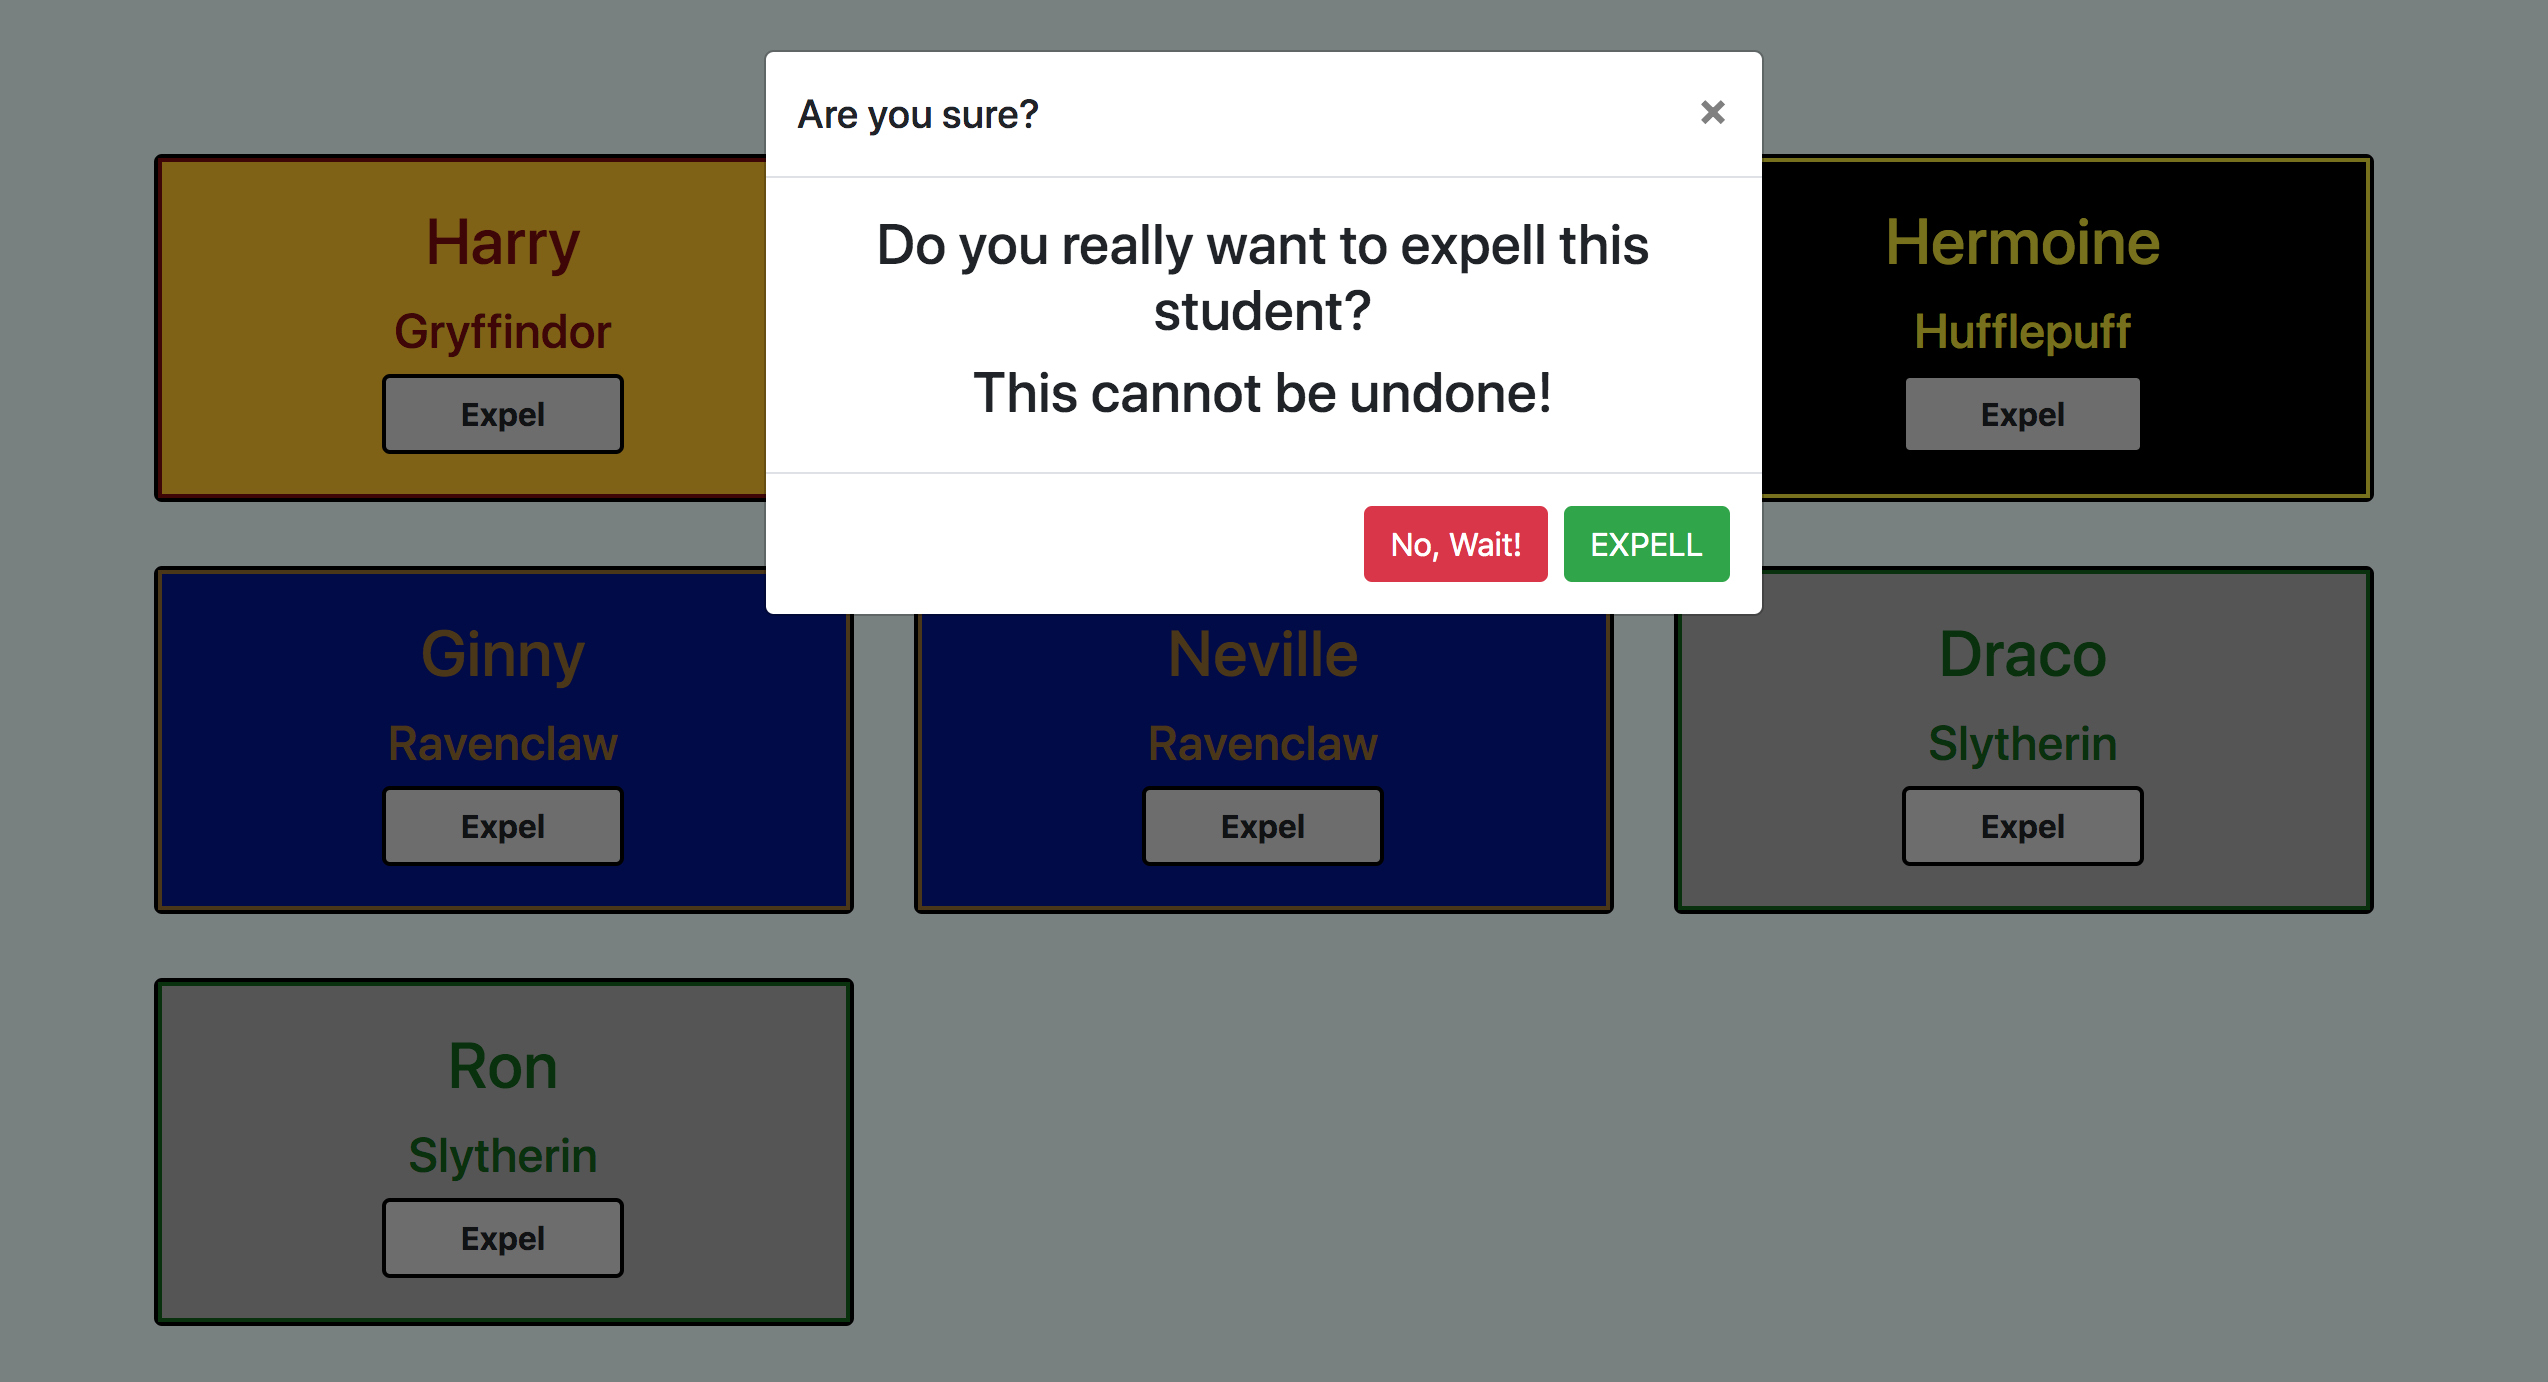 Are you sure?
×
Do you really want to expell this
student?
This cannot be undone!
No, Wait!
EXPELL
Harry
Gryffindor
Expel
Hermoine
Hufflepuff
Expel
Ginny
Ravenclaw
Expel
Neville
Ravenclaw
Expel
Draco
Slytherin
Expel
Ron
Slytherin
Expel